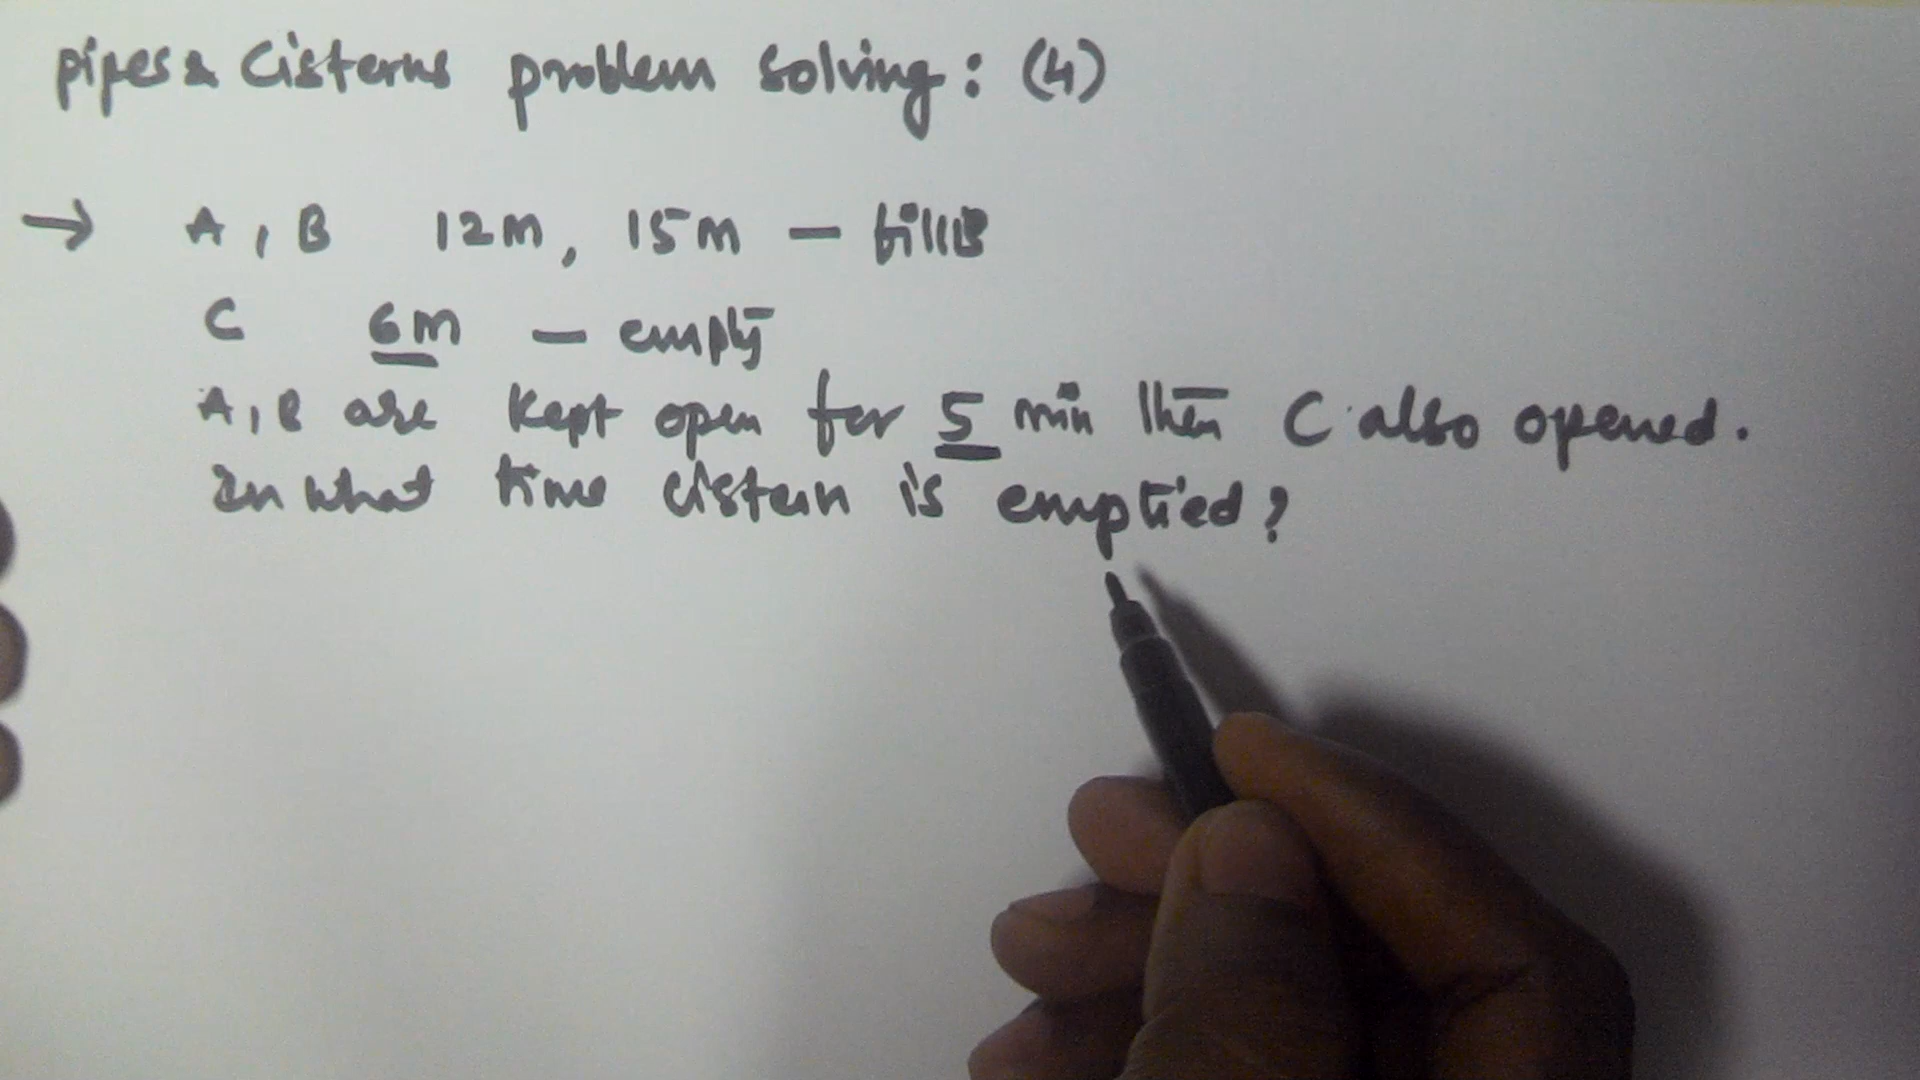 pipes & Cisterns problem solving: (4)
→ A, B 12m, 15m — fills
C 6m — empty
A, B are kept open for 5 min then C also opened.
In what time cistern is emptied?